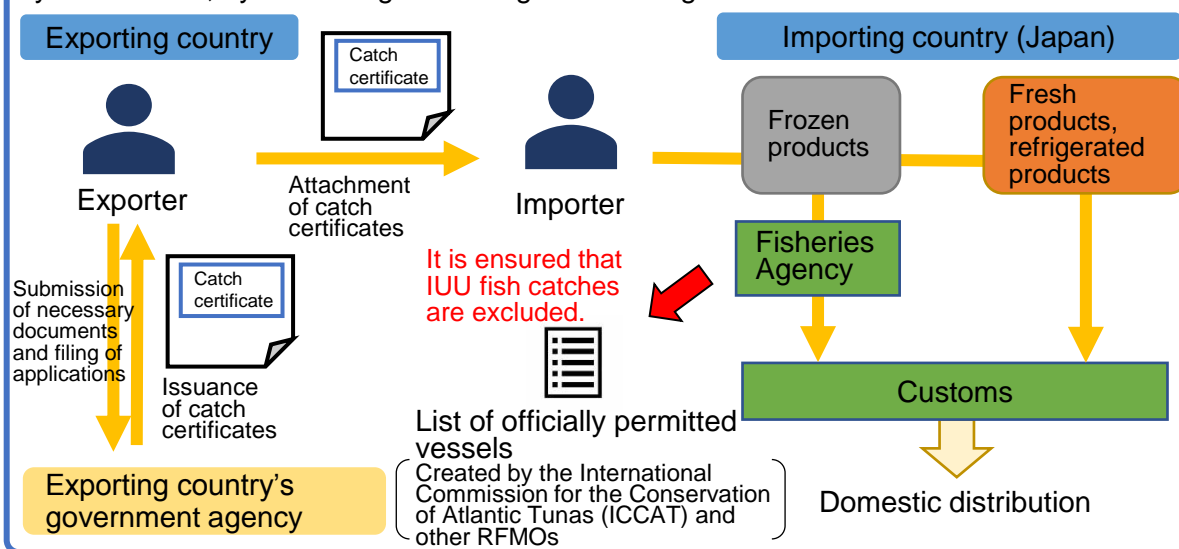 Exporting country
Importing country (Japan)
Catch
certificate
Frozen
products
Fresh
products,
refrigerated
products
Exporter
Attachment
of catch
certificates
Importer
Submission
of necessary
documents
and filing of
applications
Catch
certificate
Issuance
of catch
certificates
It is ensured that
IUU fish catches
are excluded.
Fisheries
Agency
List of officially permitted
vessels
Created by the International
Commission for the Conservation
of Atlantic Tunas (ICCAT) and
other RFMOs
Customs
Domestic distribution
Exporting country’s
government agency